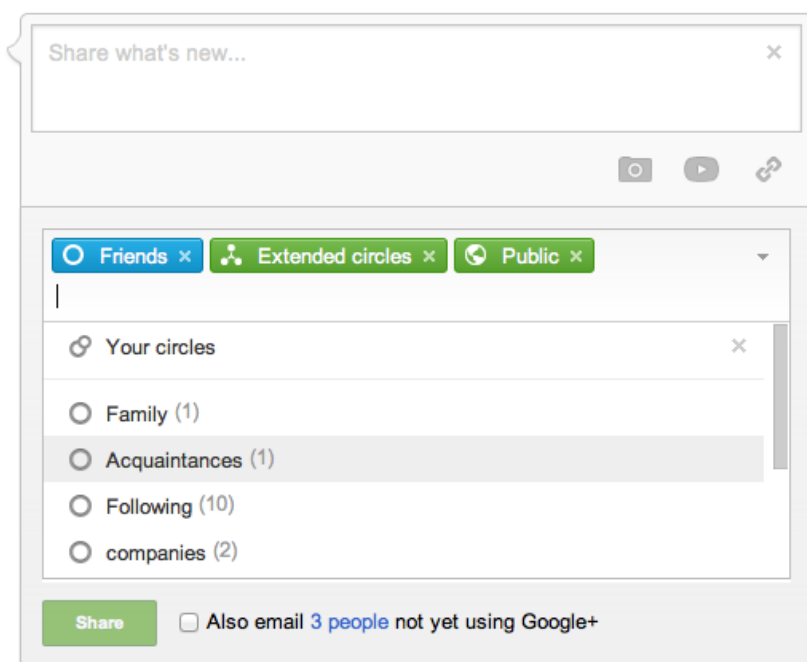 Share what's new...
Friends Extended circles Public
Your circles
Family (1)
Acquaintances (1)
Following (10)
companies (2)
Share Also email 3 people not yet using Google+